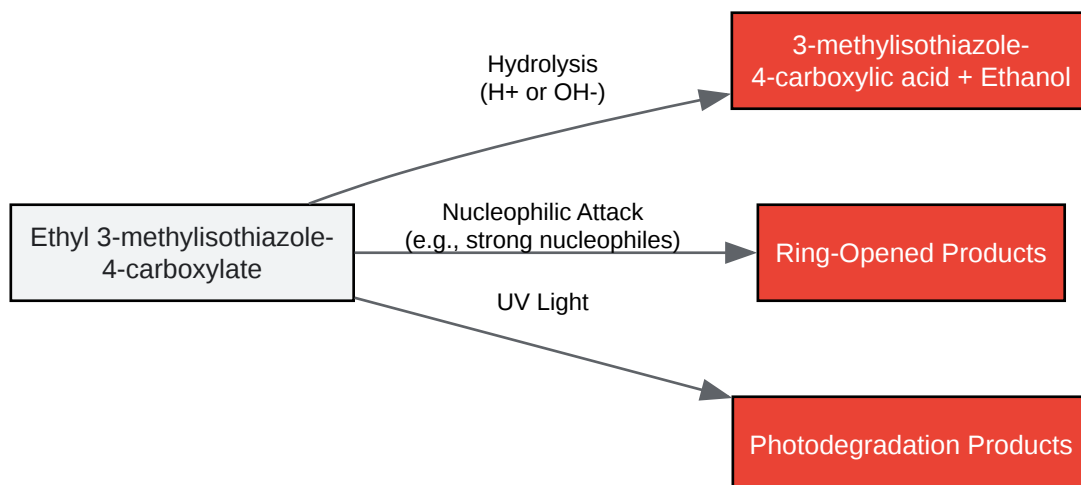 3-methylisothiazole-
4-carboxylic acid + Ethanol
Hydrolysis
(H+ or OH-)
Ethyl 3-methylisothiazole-
4-carboxylate
Nucleophilic Attack
(e.g., strong nucleophiles)
Ring-Opened Products
UV Light
Photodegradation Products